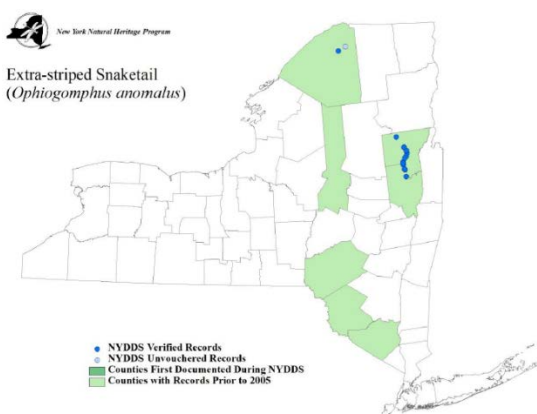 New York Natural Heritage Program
Extra-striped Snaketail
(Ophiogomphus anomalus)
NYDDS Verified Records
NYDDS Unvouchered Records
Counties First Documented During NYDDS
Counties with Records Prior to 2005